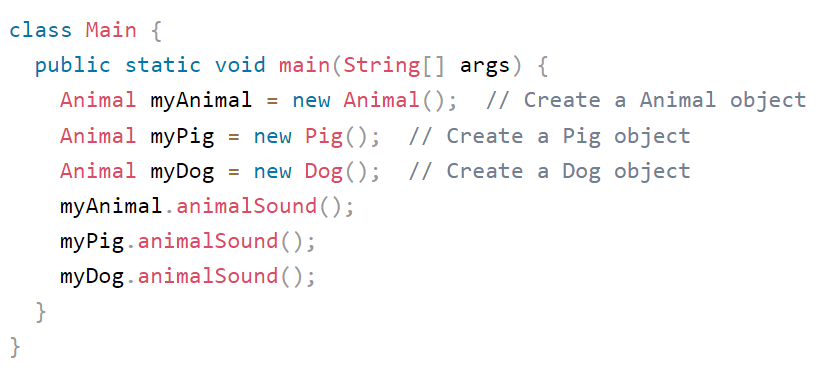 class Main {
  public static void main(String[] args) {
    Animal myAnimal = new Animal();  // Create a Animal object
    Animal myPig = new Pig();  // Create a Pig object
    Animal myDog = new Dog();  // Create a Dog object
    myAnimal.animalSound();
    myPig.animalSound();
    myDog.animalSound();
  }
}